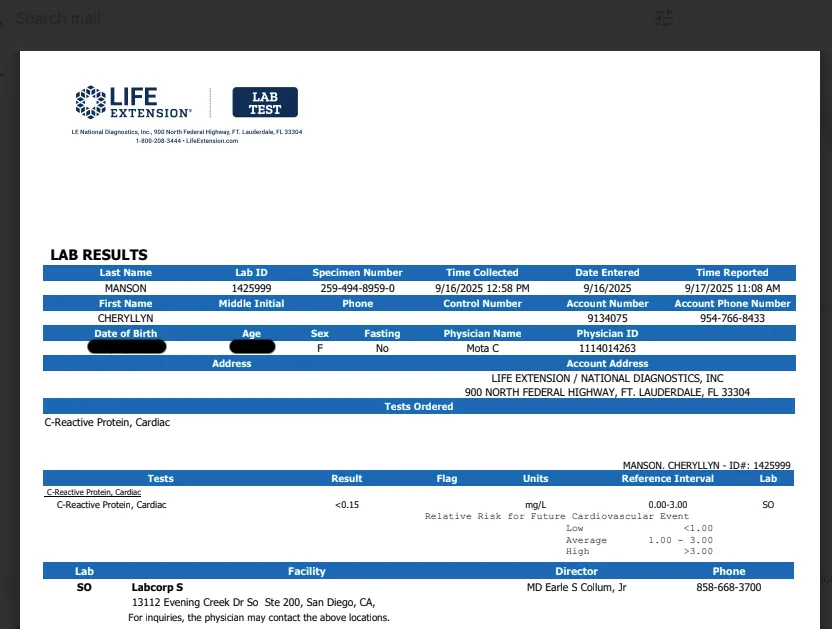 Search mail
LIFE EXTENSION®
LAB TEST
LE National Diagnostics, Inc., 900 North Federal Highway, FT. Lauderdale, FL 33304
1-800-208-3444 • LifeExtension.com
LAB RESULTS
Last Name Lab ID Specimen Number Time Collected Date Entered Time Reported
MANSON 1425999 259-494-8959-0 9/16/2025 12:58 PM 9/16/2025 9/17/2025 11:08 AM
First Name Middle Initial Phone Control Number Account Number Account Phone Number
CHERYLLYN 9134075 954-766-8433
Date of Birth Age Sex Fasting Physician Name Physician ID
F No Mota C 1114014263
Address Account Address
LIFE EXTENSION / NATIONAL DIAGNOSTICS, INC
900 NORTH FEDERAL HIGHWAY, FT. LAUDERDALE, FL 33304
Tests Ordered
C-Reactive Protein, Cardiac
MANSON, CHERYLLYN - ID#: 1425999
Tests Result Flag Units Reference Interval Lab
C-Reactive Protein, Cardiac
C-Reactive Protein, Cardiac <0.15 mg/L 0.00-3.00 SO
Relative Risk for Future Cardiovascular Event
Low <1.00
Average 1.00 - 3.00
High >3.00
Lab Facility Director Phone
SO Labcorp S MD Earle S Collum, Jr 858-668-3700
13112 Evening Creek Dr So Ste 200, San Diego, CA,
For inquiries, the physician may contact the above locations.